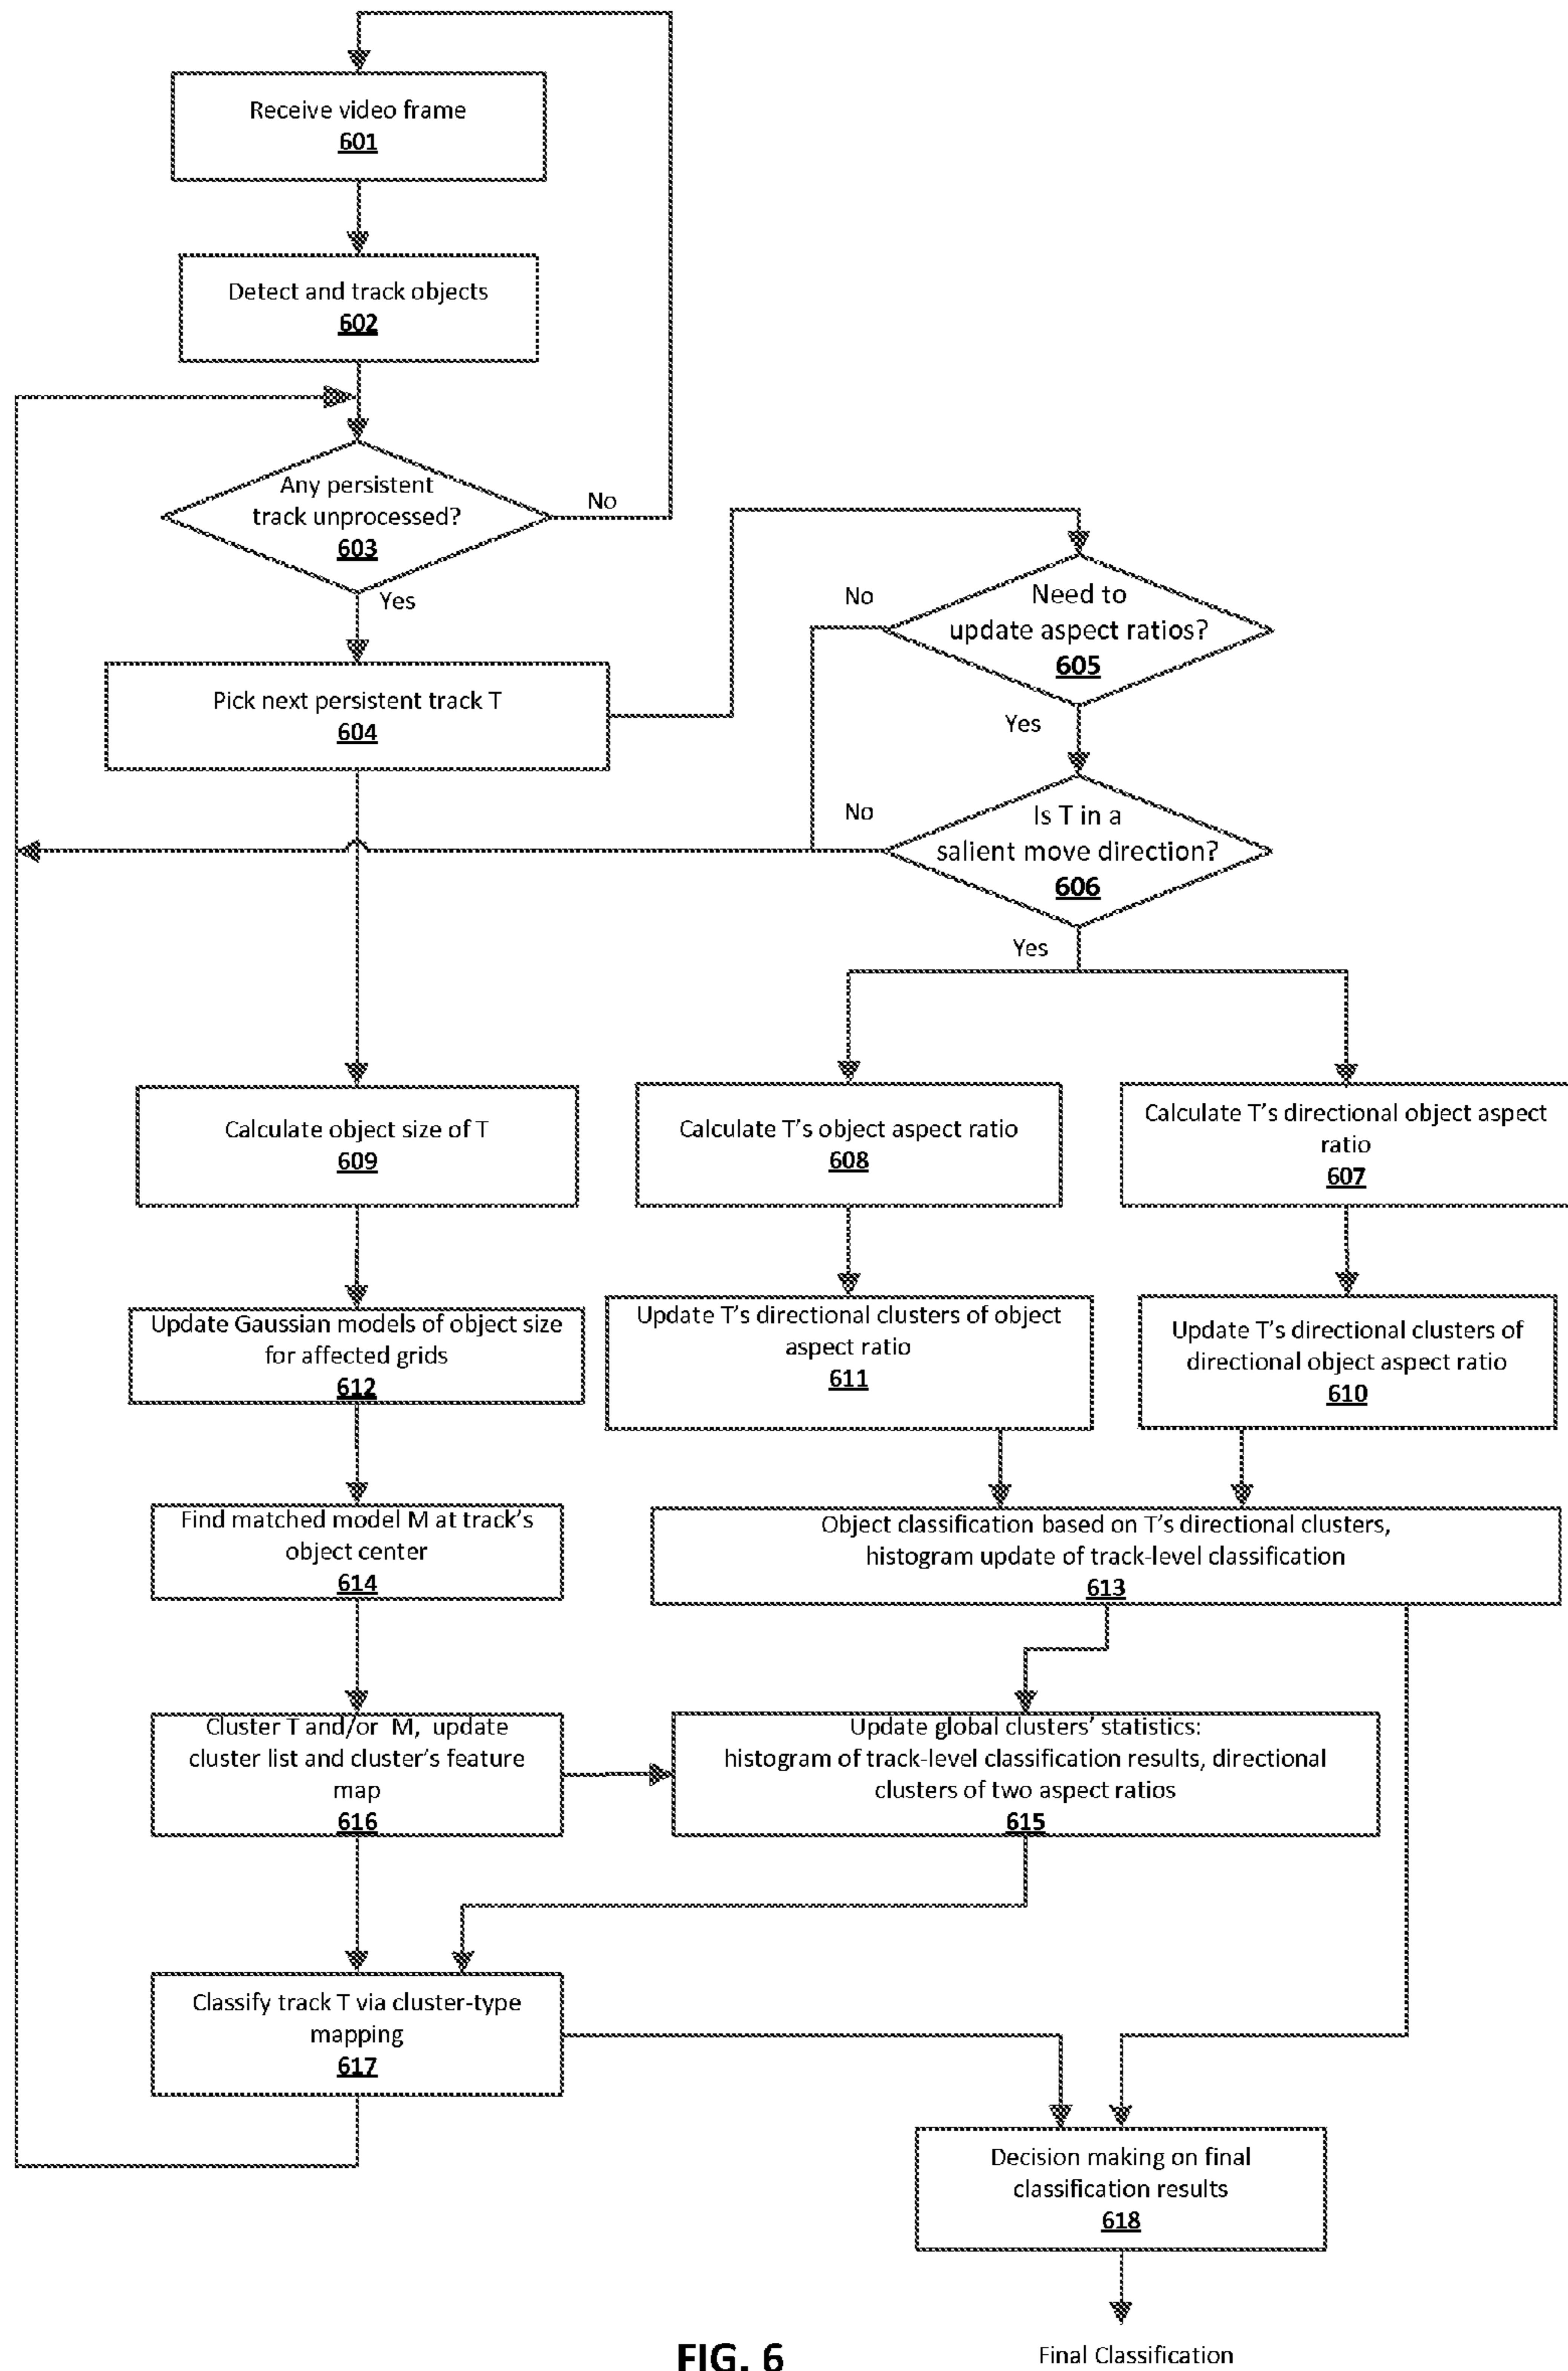 Receive video frame
601
Detect and track objects
602
Any persistent
track unprocessed?
603
No
Yes
Pick next persistent track T
604
Need to
update aspect ratios?
605
No
Yes
Is T in a
salient move direction?
606
No
Yes
Calculate object size of T
609
Calculate T's object aspect ratio
608
Calculate T's directional object aspect
ratio
607
Update Gaussian models of object size
for affected grids
612
Update T's directional clusters of object
aspect ratio
611
Update T's directional clusters of
directional object aspect ratio
610
Find matched model M at track's
object center
614
Object classification based on T's directional clusters,
histogram update of track-level classification
613
Cluster T and/or M, update
cluster list and cluster's feature
map
616
Update global clusters' statistics:
histogram of track-level classification results, directional
clusters of two aspect ratios
615
Classify track T via cluster-type
mapping
617
Decision making on final
classification results
618
Final Classification
FIG. 6